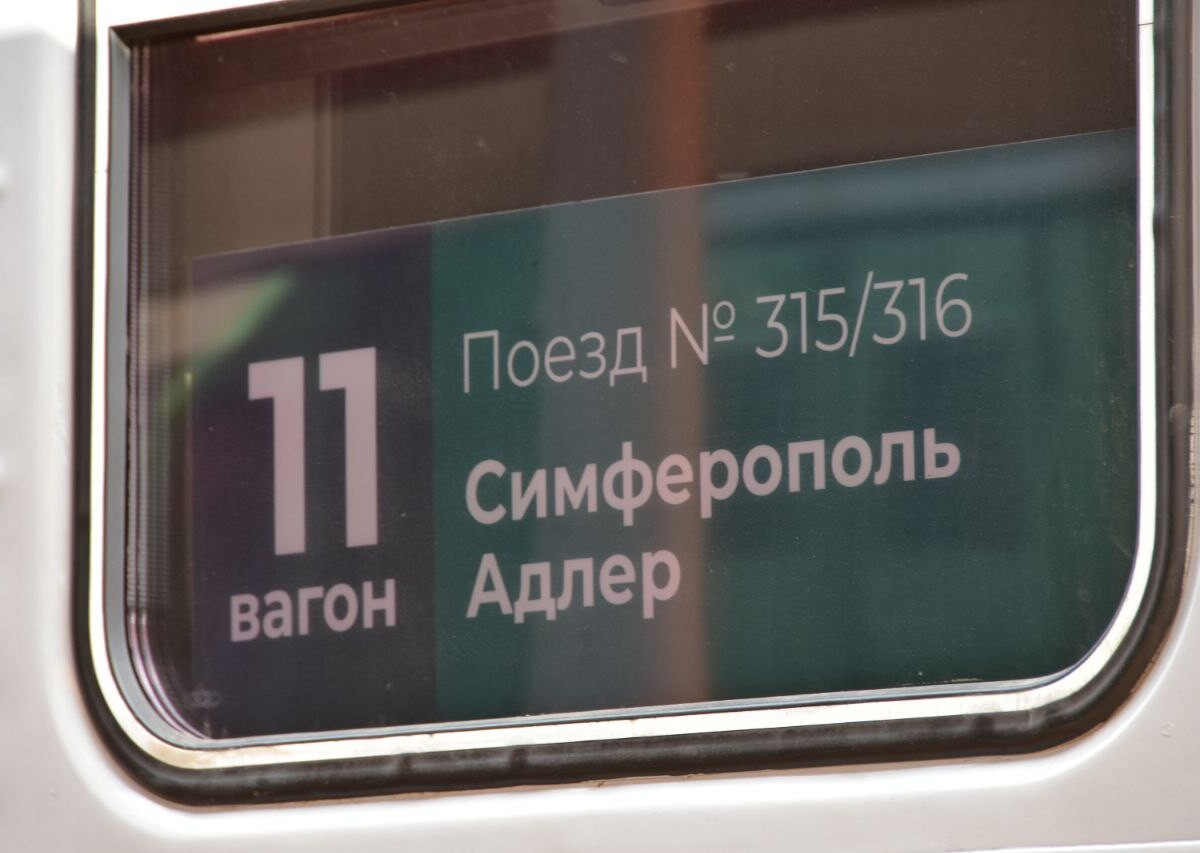 11
вагон
Поезд № 315/316
Симферополь
Адлер